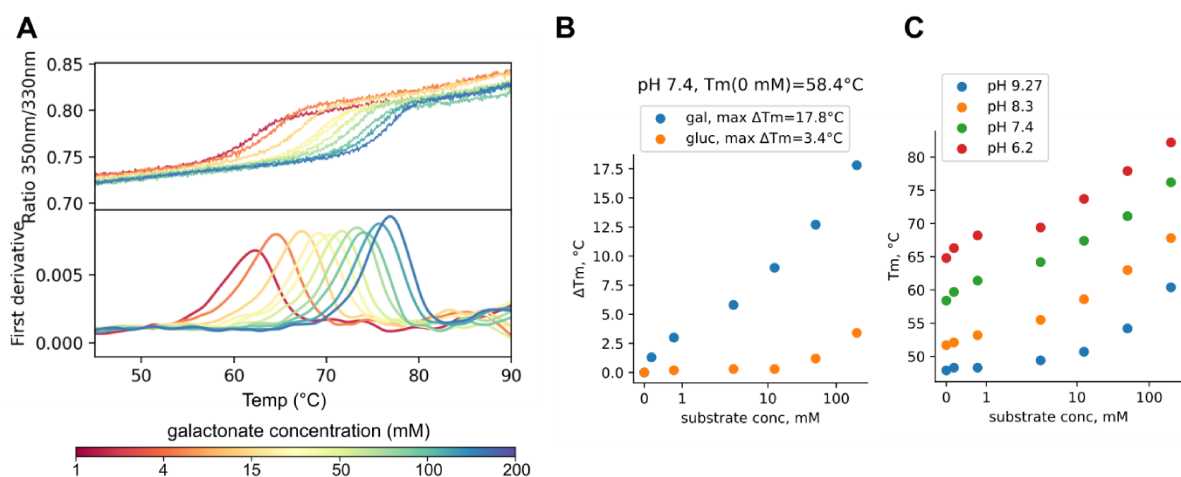 A
0.85
0.80
0.75
0.70
Ratio 350nm/330nm
0.005
0.000
First derivative
50 60 70 80 90
Temp (°C)
galactonate concentration (mM)
1 4 15 50 100 200
B
pH 7.4, Tm(0 mM)=58.4°C
gal, max ΔTm=17.8°C
gluc, max ΔTm=3.4°C
17.5
15.0
12.5
10.0
7.5
5.0
2.5
0.0
ΔTm, °C
0 1 10 100
substrate conc, mM
C
pH 9.27
pH 8.3
pH 7.4
pH 6.2
80
75
70
65
60
55
50
Tm, °C
0 1 10 100
substrate conc, mM